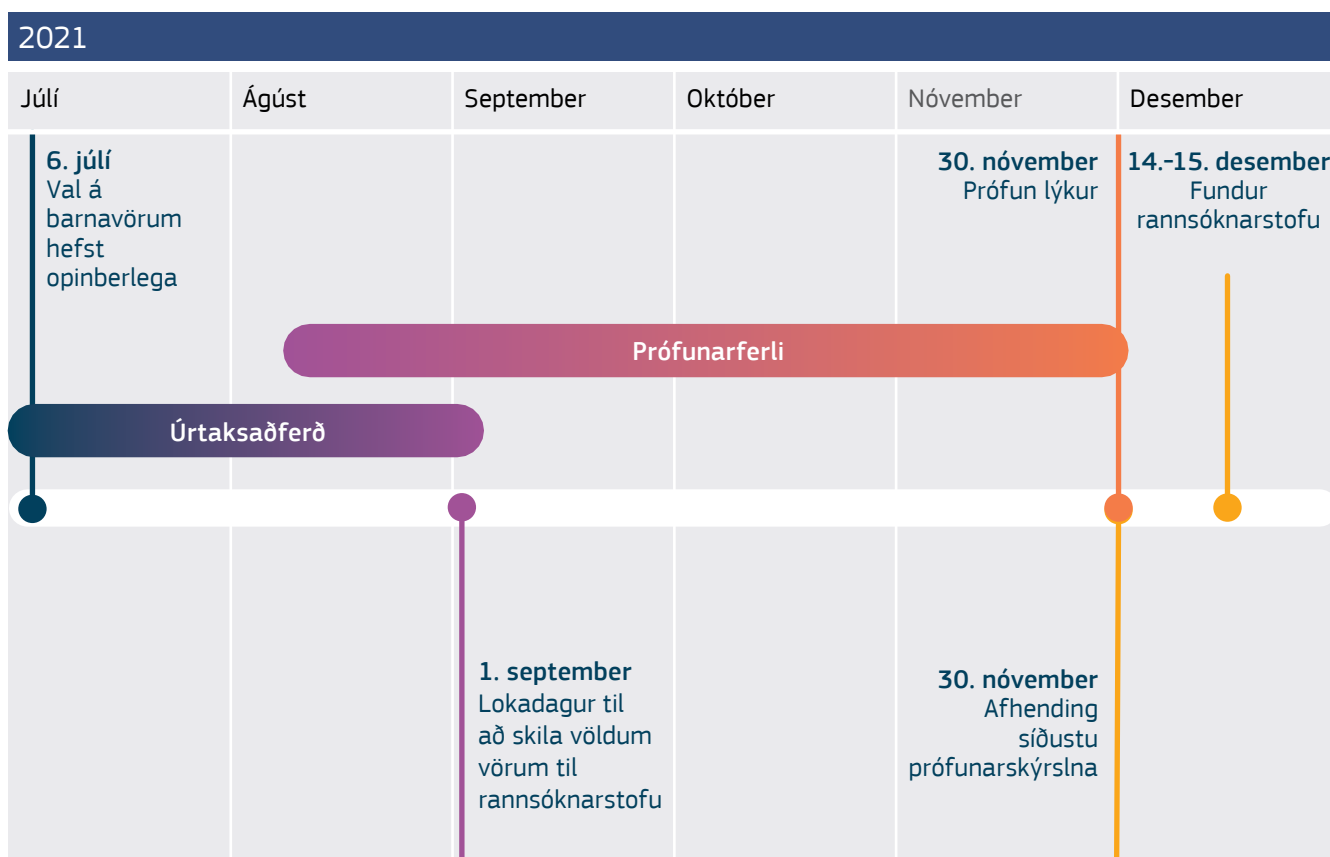 2021
Júlí
Ágúst
September
Október
Nóvember
Desember
6. júlí
Val á
barnavörum
hefst
opinberlega
30. nóvember
Prófun lýkur
14.-15. desember
Fundur
rannsóknarstofu
Prófunarferli
Úrtaksaðferð
1. september
Lokadagur til
að skila völdum
vörum til
rannsóknarstofu
30. nóvember
Afhending
síðustu
prófunarskýrslna